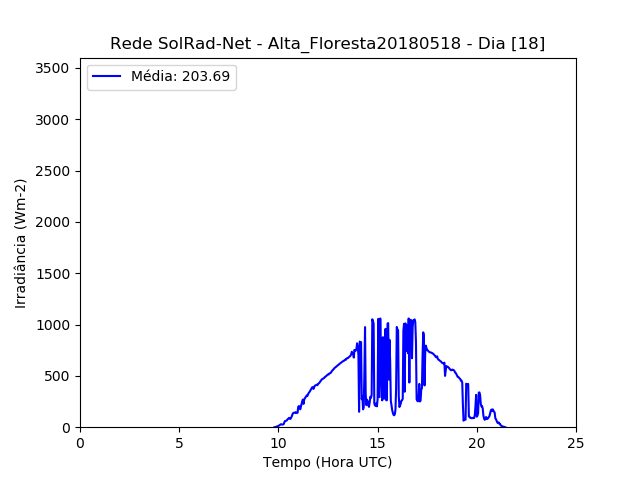 Rede SolRad-Net - Alta_Floresta20180518 - Dia [18]
Média: 203.69
3500
3000
2500
2000
1500
1000
500
0
Irradiância (Wm-2)
0 5 10 15 20 25
Tempo (Hora UTC)